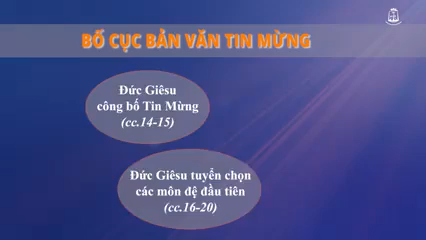 BỐ CỤC BẢN VĂN TIN MỪNG
Đức Giêsu
công bố Tin Mừng
(cc.14-15)
Đức Giêsu tuyển chọn
các môn đệ đầu tiên
(cc.16-20)